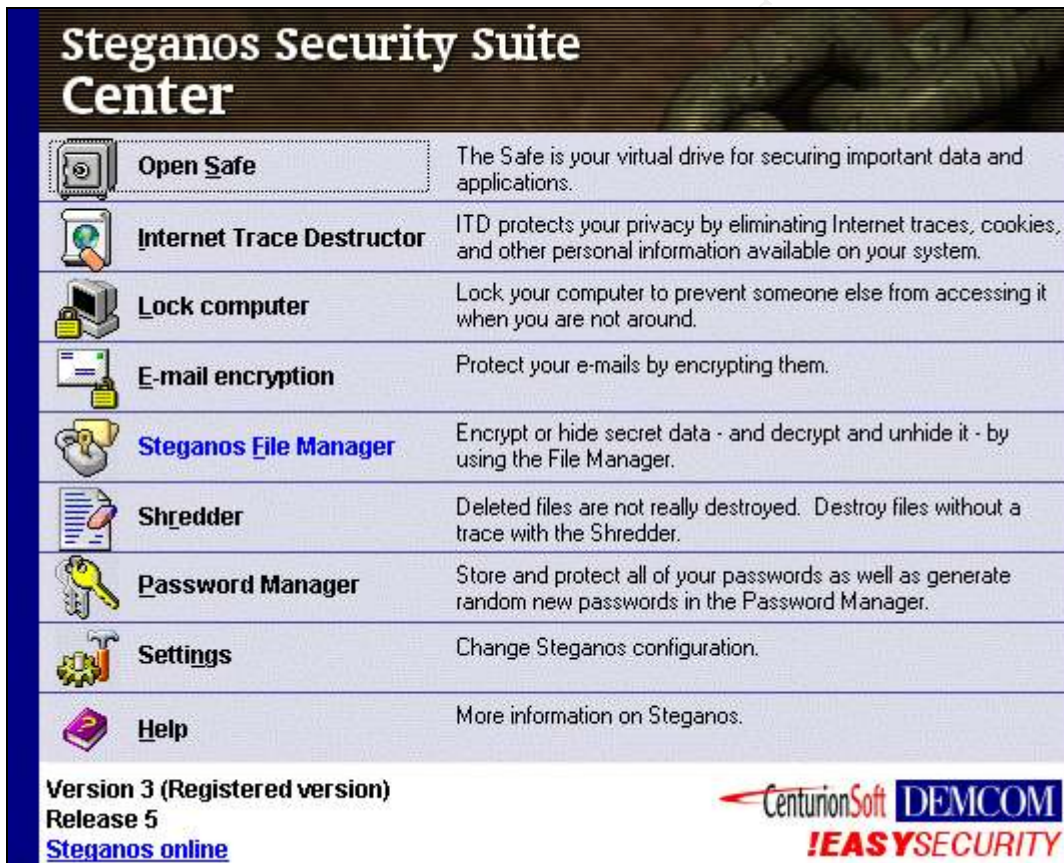 Steganos Security Suite
Center
Open Safe
The Safe is your virtual drive for securing important data and
applications.
Internet Trace Destructor
ITD protects your privacy by eliminating Internet traces, cookies,
and other personal information available on your system.
Lock computer
Lock your computer to prevent someone else from accessing it
when you are not around.
E-mail encryption
Protect your e-mails by encrypting them.
Steganos File Manager
Encrypt or hide secret data - and decrypt and unhide it - by
using the File Manager.
Shredder
Deleted files are not really destroyed. Destroy files without a
trace with the Shredder.
Password Manager
Store and protect all of your passwords as well as generate
random new passwords in the Password Manager.
Settings
Change Steganos configuration.
Help
More information on Steganos.
Version 3 (Registered version)
Release 5
Steganos online
CenturionSoft DEMCOM
!EASYSECURITY